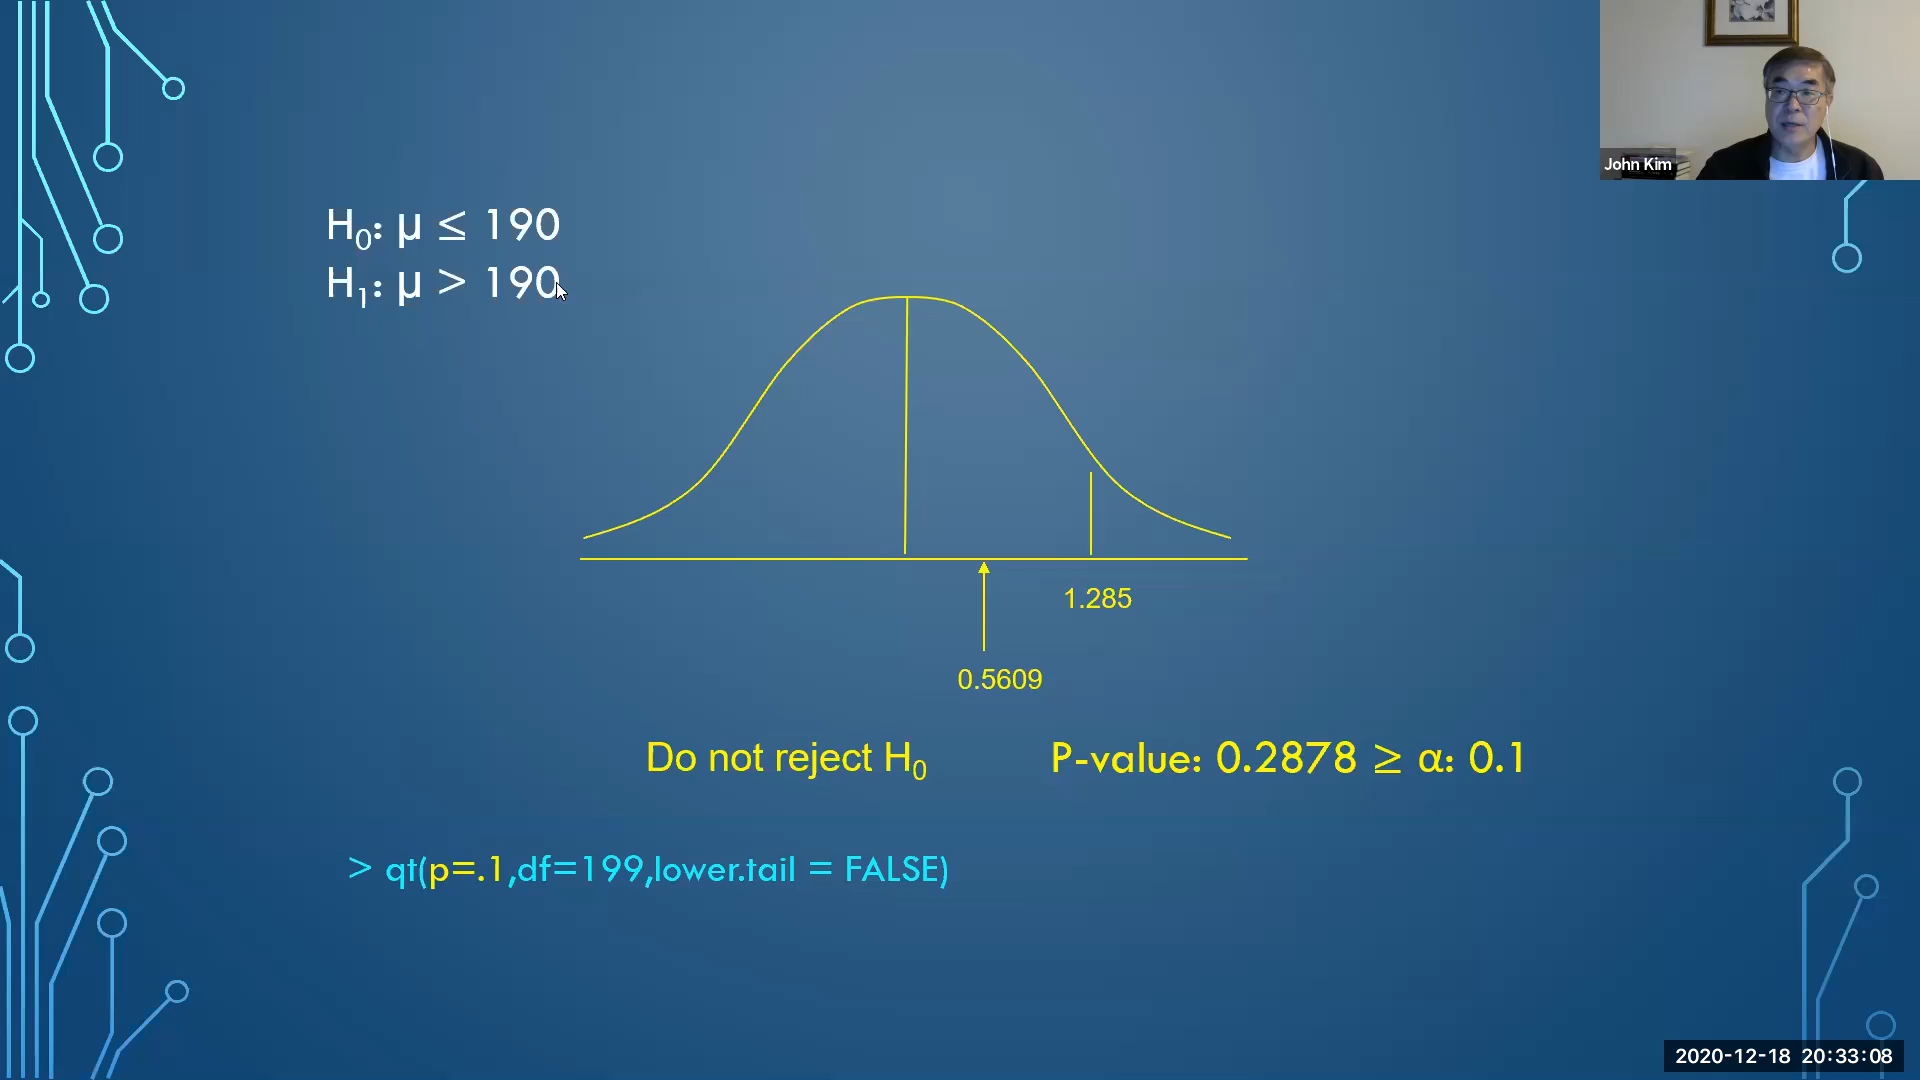 John Kim
H₀: µ ≤ 190
H₁: µ > 190
1.285
0.5609
Do not reject H₀
P-value: 0.2878 ≥ α: 0.1
> qt(p=.1,df=199,lower.tail = FALSE)
2020-12-18 20:33:08